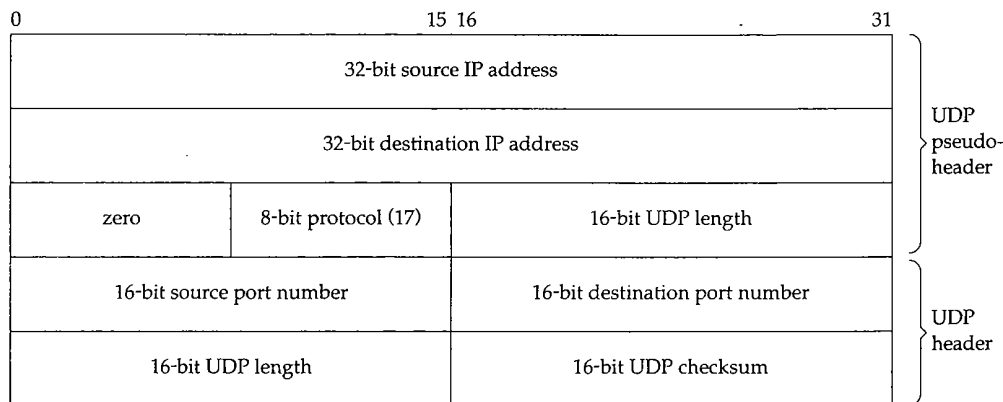 0 15 16 31
32-bit source IP address
32-bit destination IP address
zero 8-bit protocol (17) 16-bit UDP length
UDP
pseudo-
header
16-bit source port number 16-bit destination port number
16-bit UDP length 16-bit UDP checksum
UDP
header